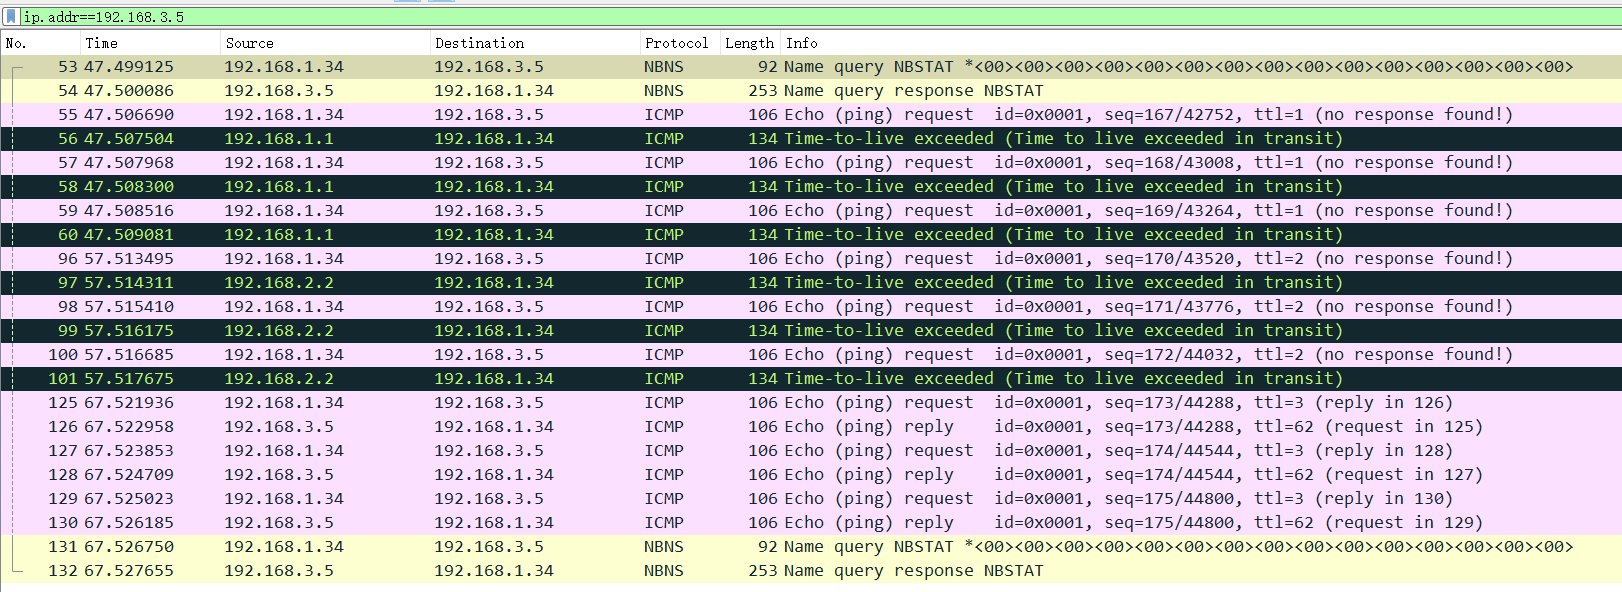 ip.addr==192.168.3.5
No. Time Source Destination Protocol Length Info
53 47.499125 192.168.1.34 192.168.3.5 NBNS 92 Name query NBSTAT *<00><00><00><00><00><00><00><00><00><00><00><00><00><00><00>
54 47.500086 192.168.3.5 192.168.1.34 NBNS 253 Name query response NBSTAT
55 47.506690 192.168.1.34 192.168.3.5 ICMP 106 Echo (ping) request id=0x0001, seq=167/42752, ttl=1 (no response found!)
56 47.507504 192.168.1.1 192.168.1.34 ICMP 134 Time-to-live exceeded (Time to live exceeded in transit)
57 47.507968 192.168.1.34 192.168.3.5 ICMP 106 Echo (ping) request id=0x0001, seq=168/43008, ttl=1 (no response found!)
58 47.508300 192.168.1.1 192.168.1.34 ICMP 134 Time-to-live exceeded (Time to live exceeded in transit)
59 47.508516 192.168.1.34 192.168.3.5 ICMP 106 Echo (ping) request id=0x0001, seq=169/43264, ttl=1 (no response found!)
60 47.509081 192.168.1.1 192.168.1.34 ICMP 134 Time-to-live exceeded (Time to live exceeded in transit)
96 57.513495 192.168.1.34 192.168.3.5 ICMP 106 Echo (ping) request id=0x0001, seq=170/43520, ttl=2 (no response found!)
97 57.514311 192.168.2.2 192.168.1.34 ICMP 134 Time-to-live exceeded (Time to live exceeded in transit)
98 57.515410 192.168.1.34 192.168.3.5 ICMP 106 Echo (ping) request id=0x0001, seq=171/43776, ttl=2 (no response found!)
99 57.516175 192.168.2.2 192.168.1.34 ICMP 134 Time-to-live exceeded (Time to live exceeded in transit)
100 57.516685 192.168.1.34 192.168.3.5 ICMP 106 Echo (ping) request id=0x0001, seq=172/44032, ttl=2 (no response found!)
101 57.517675 192.168.2.2 192.168.1.34 ICMP 134 Time-to-live exceeded (Time to live exceeded in transit)
125 67.521936 192.168.1.34 192.168.3.5 ICMP 106 Echo (ping) request id=0x0001, seq=173/44288, ttl=3 (reply in 126)
126 67.522958 192.168.3.5 192.168.1.34 ICMP 106 Echo (ping) reply id=0x0001, seq=173/44288, ttl=62 (request in 125)
127 67.523853 192.168.1.34 192.168.3.5 ICMP 106 Echo (ping) request id=0x0001, seq=174/44544, ttl=3 (reply in 128)
128 67.524709 192.168.3.5 192.168.1.34 ICMP 106 Echo (ping) reply id=0x0001, seq=174/44544, ttl=62 (request in 127)
129 67.525023 192.168.1.34 192.168.3.5 ICMP 106 Echo (ping) request id=0x0001, seq=175/44800, ttl=3 (reply in 130)
130 67.526185 192.168.3.5 192.168.1.34 ICMP 106 Echo (ping) reply id=0x0001, seq=175/44800, ttl=62 (request in 129)
131 67.526750 192.168.1.34 192.168.3.5 NBNS 92 Name query NBSTAT *<00><00><00><00><00><00><00><00><00><00><00><00><00><00><00>
132 67.527655 192.168.3.5 192.168.1.34 NBNS 253 Name query response NBSTAT